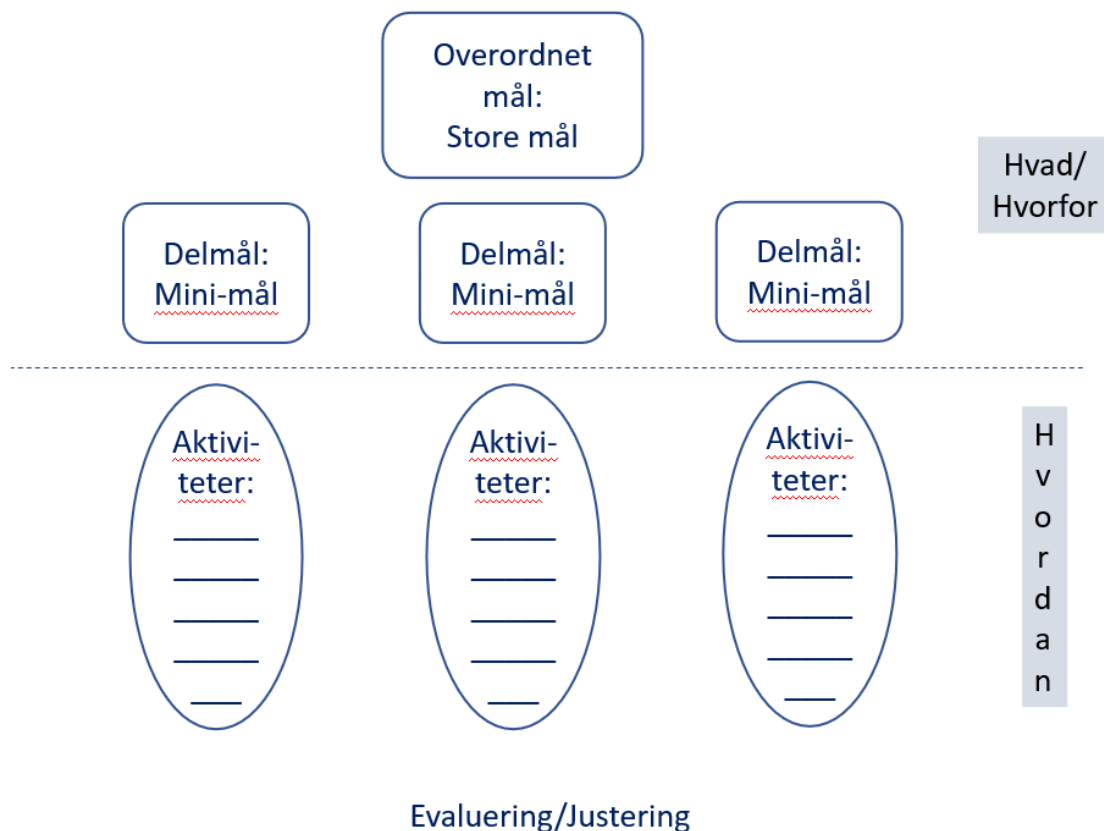 Overordnet
mål:
Store mål
Hvad/
Hvorfor
Delmål:
Mini-mål
Delmål:
Mini-mål
Delmål:
Mini-mål
Aktivi-
teter:
Aktivi-
teter:
Aktivi-
teter:
H
v
o
r
d
a
n
Evaluering/Justering